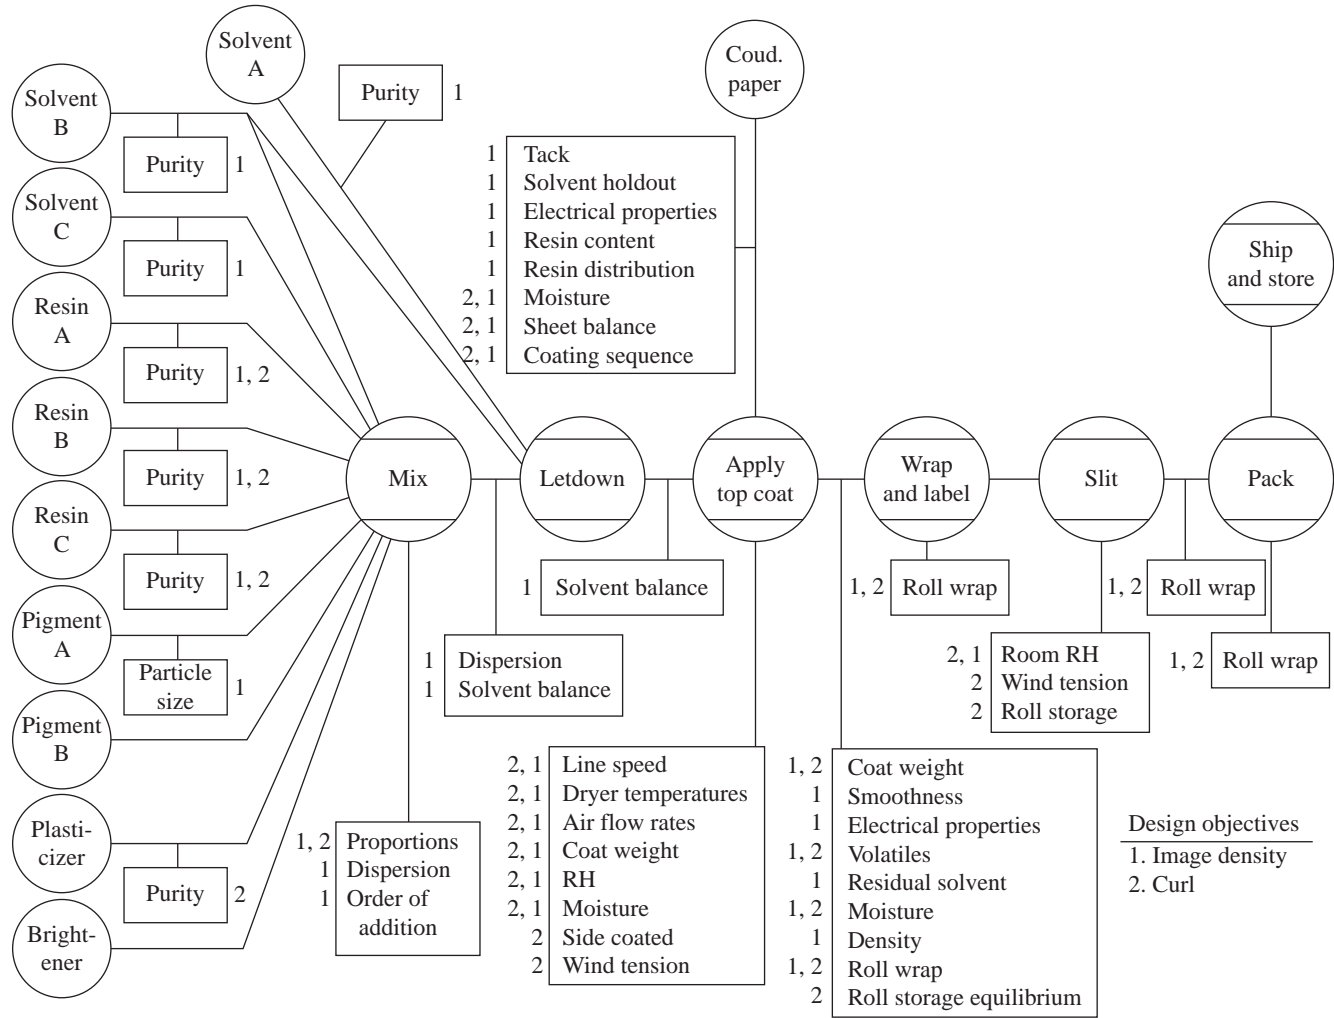 Solvent
A
Coud.
paper
Purity 1
Solvent
B
Purity 1
Solvent
C
Purity 1
Resin
A
Purity 1, 2
Resin
B
Purity 1, 2
Resin
C
Purity 1, 2
Pigment
A
Particle
size 1
Pigment
B
Plasti-
cizer
Purity 2
Bright-
ener
1 Tack
1 Solvent holdout
1 Electrical properties
1 Resin content
1 Resin distribution
2, 1 Moisture
2, 1 Sheet balance
2, 1 Coating sequence
Ship
and store
Mix
Letdown
Apply
top coat
Wrap
and label
Slit
Pack
1 Solvent balance
1, 2 Roll wrap
1, 2 Roll wrap
1, 2 Roll wrap
1 Dispersion
1 Solvent balance
2, 1 Room RH
2 Wind tension
2 Roll storage
1, 2 Proportions
1 Dispersion
1 Order of
addition
2, 1 Line speed
2, 1 Dryer temperatures
2, 1 Air flow rates
2, 1 Coat weight
2, 1 RH
2, 1 Moisture
2 Side coated
2 Wind tension
1, 2 Coat weight
1 Smoothness
1 Electrical properties
1, 2 Volatiles
1 Residual solvent
1, 2 Moisture
1 Density
1, 2 Roll wrap
2 Roll storage equilibrium
Design objectives
1. Image density
2. Curl